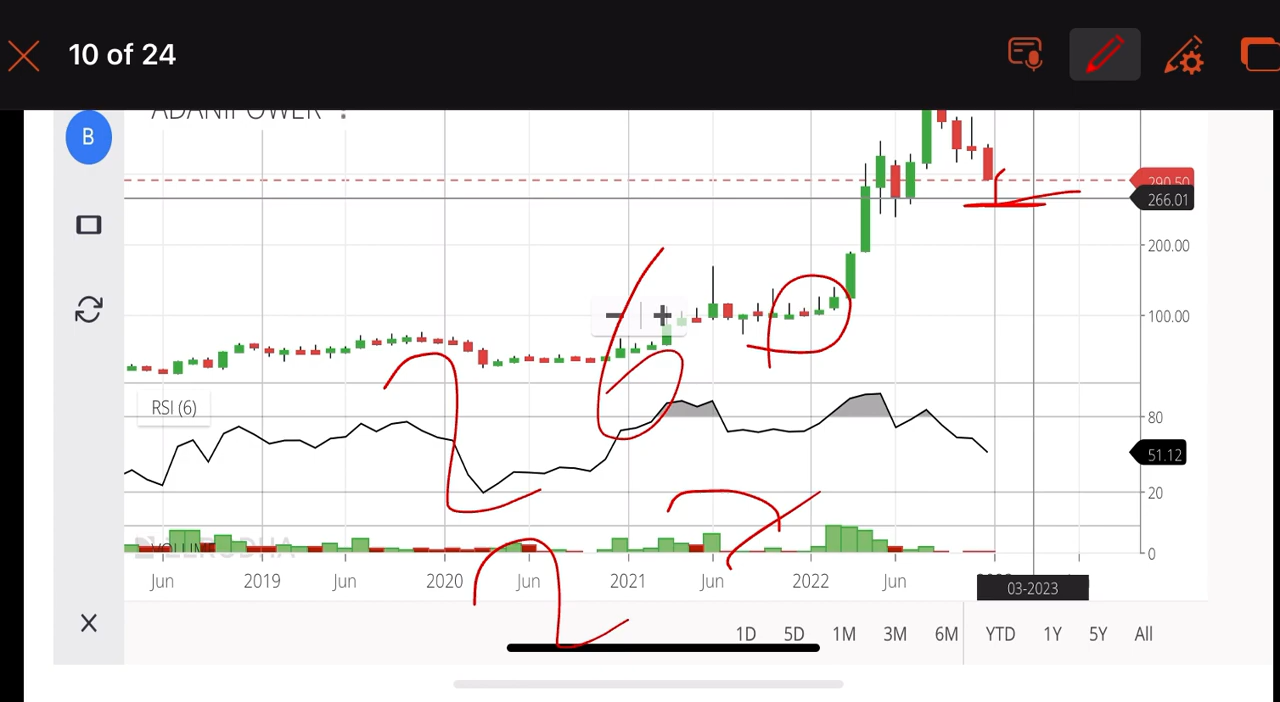 10 of 24
ADANIPOWER
B
290.50
266.01
200.00
100.00
RSI (6)
80
51.12
20
VOLUME ZERODHA
0
Jun 2019 Jun 2020 Jun 2021 Jun 2022 Jun
03-2023
1D 5D 1M 3M 6M YTD 1Y 5Y All